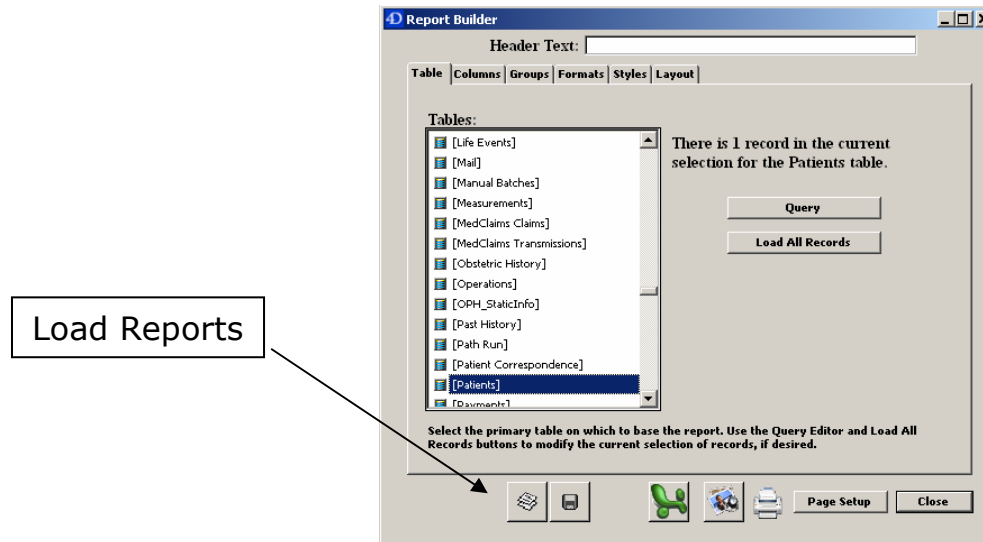 Report Builder
Header Text:
Table Columns Groups Formats Styles Layout
Tables:
[Life Events]
[Mail]
[Manual Batches]
[Measurements]
[MedClaims Claims]
[MedClaims Transmissions]
[Obstetric History]
[Operations]
[OPH_StaticInfo]
[Past History]
[Path Run]
[Patient Correspondence]
[Patients]
[Payments]
There is 1 record in the current
selection for the Patients table.
Query
Load All Records
Load Reports
Select the primary table on which to base the report. Use the Query Editor and Load All
Records buttons to modify the current selection of records, if desired.
Page Setup
Close